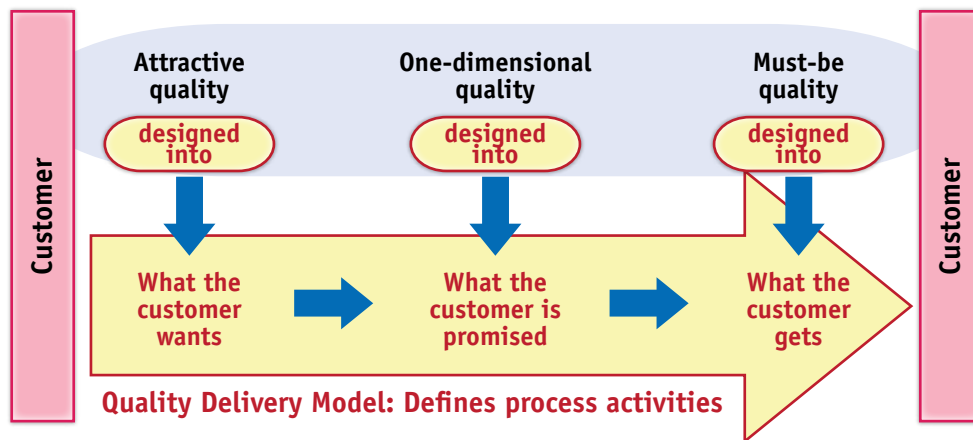 Customer
Attractive
quality
designed
into
One-dimensional
quality
designed
into
Must-be
quality
designed
into
What the
customer
wants
What the
customer is
promised
What the
customer
gets
Quality Delivery Model: Defines process activities
Customer